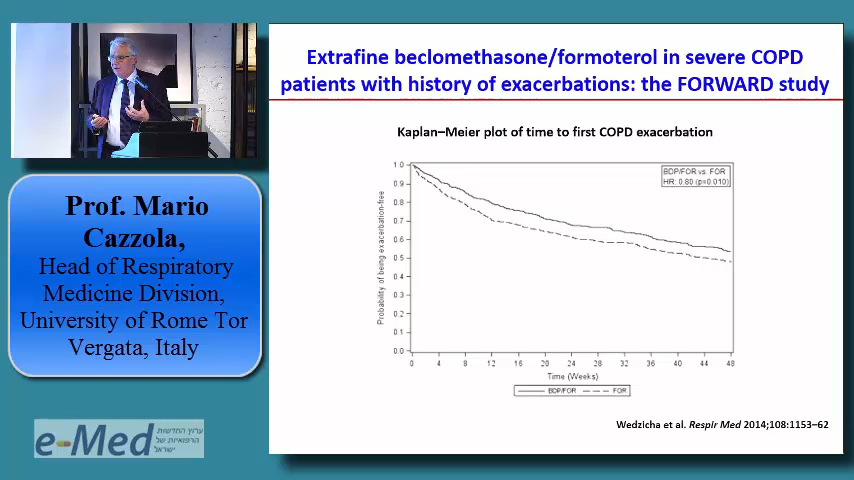 Extrafine beclomethasone/formoterol in severe COPD
patients with history of exacerbations: the FORWARD study
Kaplan–Meier plot of time to first COPD exacerbation
BDP/FOR vs. FOR
HR: 0.80 (p=0.010)
Probability of being exacerbation-free
1.0
0.9
0.8
0.7
0.6
0.5
0.4
0.3
0.2
0.1
0.0
0 4 8 12 16 20 24 28 32 36 40 44 48
Time (Weeks)
BDP/FOR FOR
Wedzicha et al. Respir Med 2014;108:1153–62
Prof. Mario
Cazzola,
Head of Respiratory
Medicine Division,
University of Rome Tor
Vergata, Italy
e-Med
ערוץ החדשות
הרפואיות של
ישראל